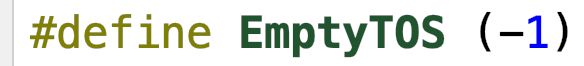 #define EmptyTOS (-1)